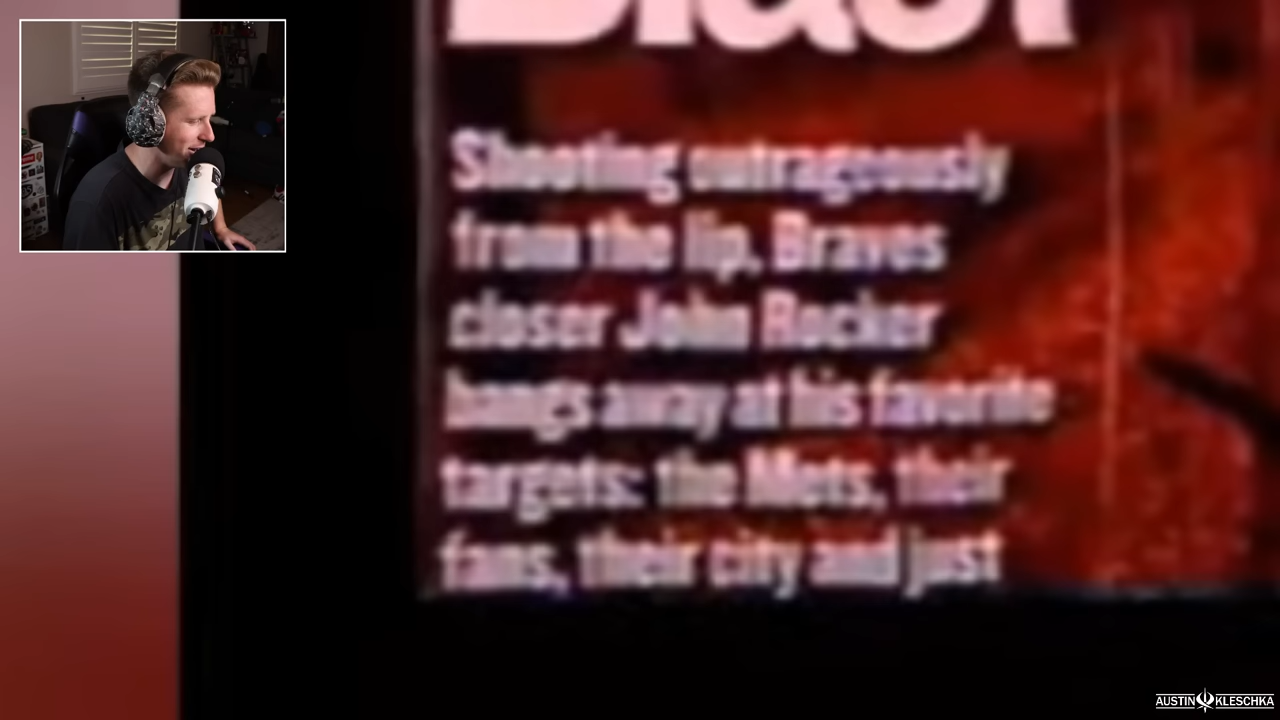 Blast
Shooting outrageously
from the lip, Braves
closer John Rocker
bangs away at his favorite
targets: the Mets, their
fans, their city and just
AUSTIN KLESCHKA